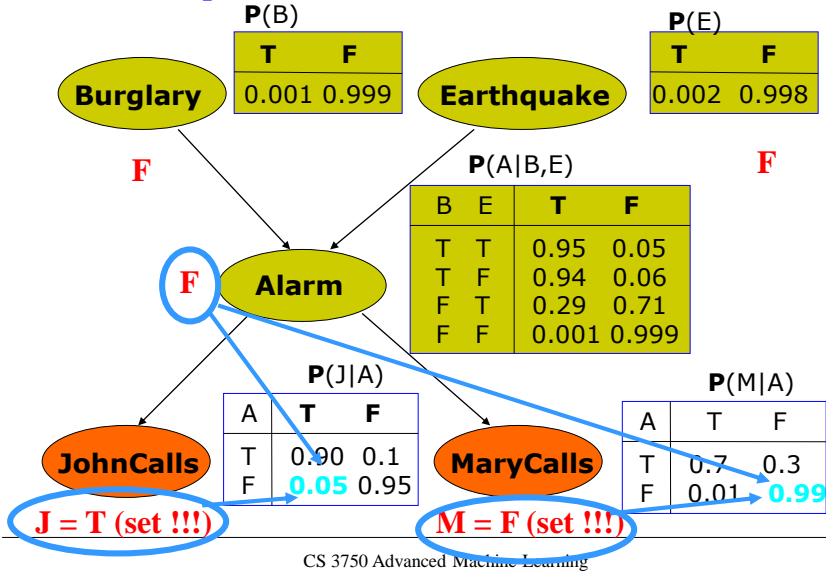 P(B)
T F
0.001 0.999
P(E)
T F
0.002 0.998
Burglary
Earthquake
F
F
P(A|B,E)
B E T F
T T 0.95 0.05
T F 0.94 0.06
F T 0.29 0.71
F F 0.001 0.999
F
Alarm
P(J|A)
A T F
T 0.90 0.1
F 0.05 0.95
P(M|A)
A T F
T 0.7 0.3
F 0.01 0.99
JohnCalls
MaryCalls
J = T (set !!!)
M = F (set !!!)
CS 3750 Advanced Machine Learning